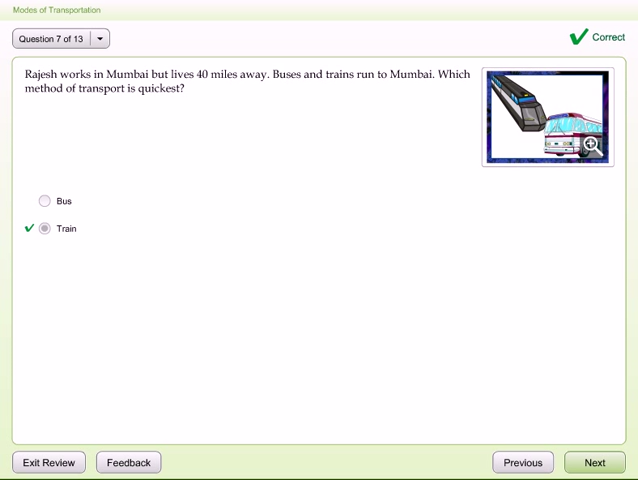 Modes of Transportation
Question 7 of 13
Correct
Rajesh works in Mumbai but lives 40 miles away. Buses and trains run to Mumbai. Which
method of transport is quickest?
Bus
Train
Exit Review
Feedback
Previous
Next